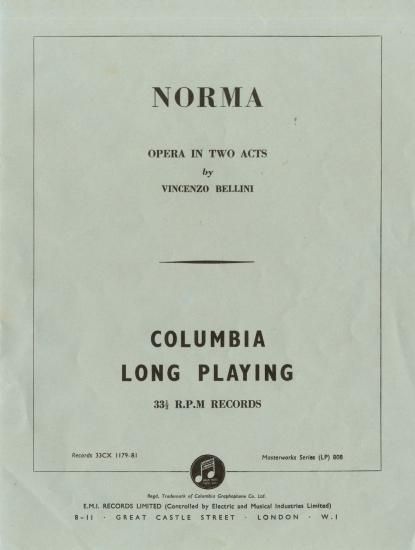 NORMA
OPERA IN TWO ACTS
by
VINCENZO BELLINI
COLUMBIA
LONG PLAYING
33⅓ R.P.M RECORDS
Records 33CX 1179-81
Masterworks Series (LP) 808
Regd. Trademark of Columbia Graphophone Co. Ltd.
E.M.I. RECORDS LIMITED (Controlled by Electric and Musical Industries Limited)
8-11 · GREAT CASTLE STREET · LONDON · W.1